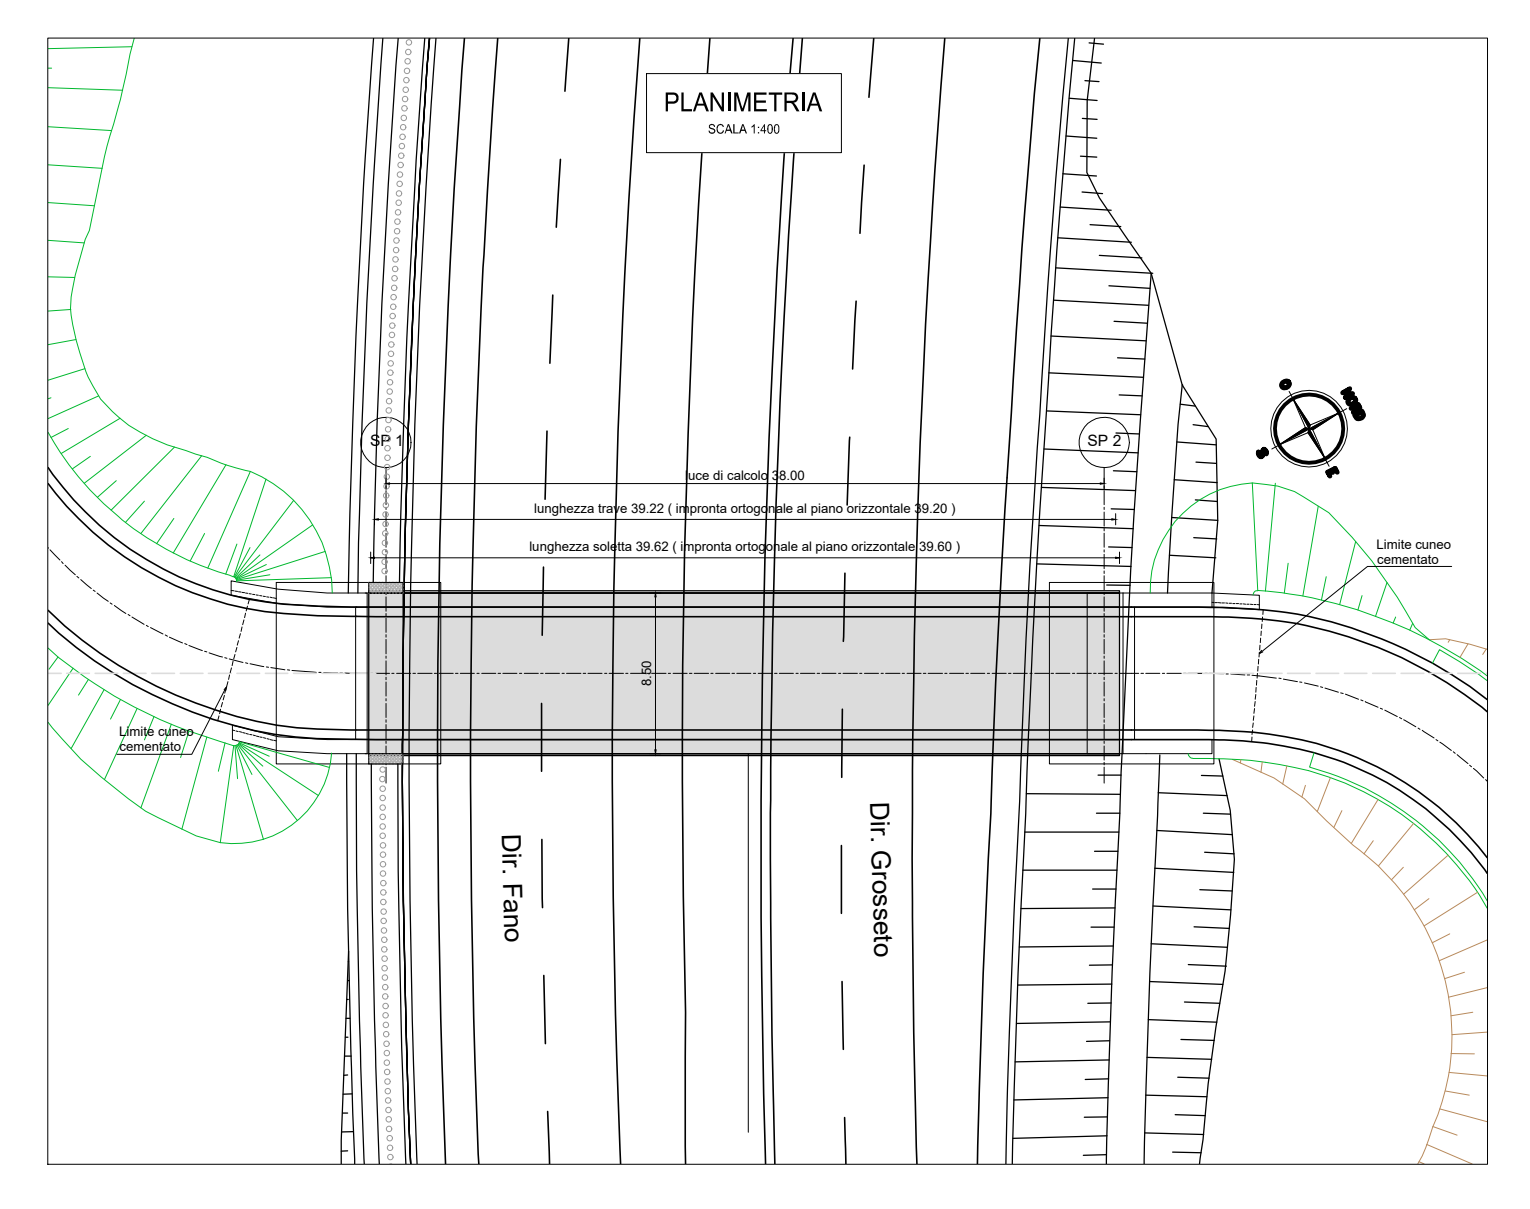 PLANIMETRIA
SCALA 1:400
O
NORD
SP 1
SP 2
S
E
luce di calcolo 38.00
lunghezza trave 39.22 ( impronta ortogonale al piano orizzontale 39.20 )
lunghezza soletta 39.62 ( impronta ortogonale al piano orizzontale 39.60 )
Limite cuneo
cementato
8.50
Limite cuneo
cementato
Dir. Fano
Dir. Grosseto